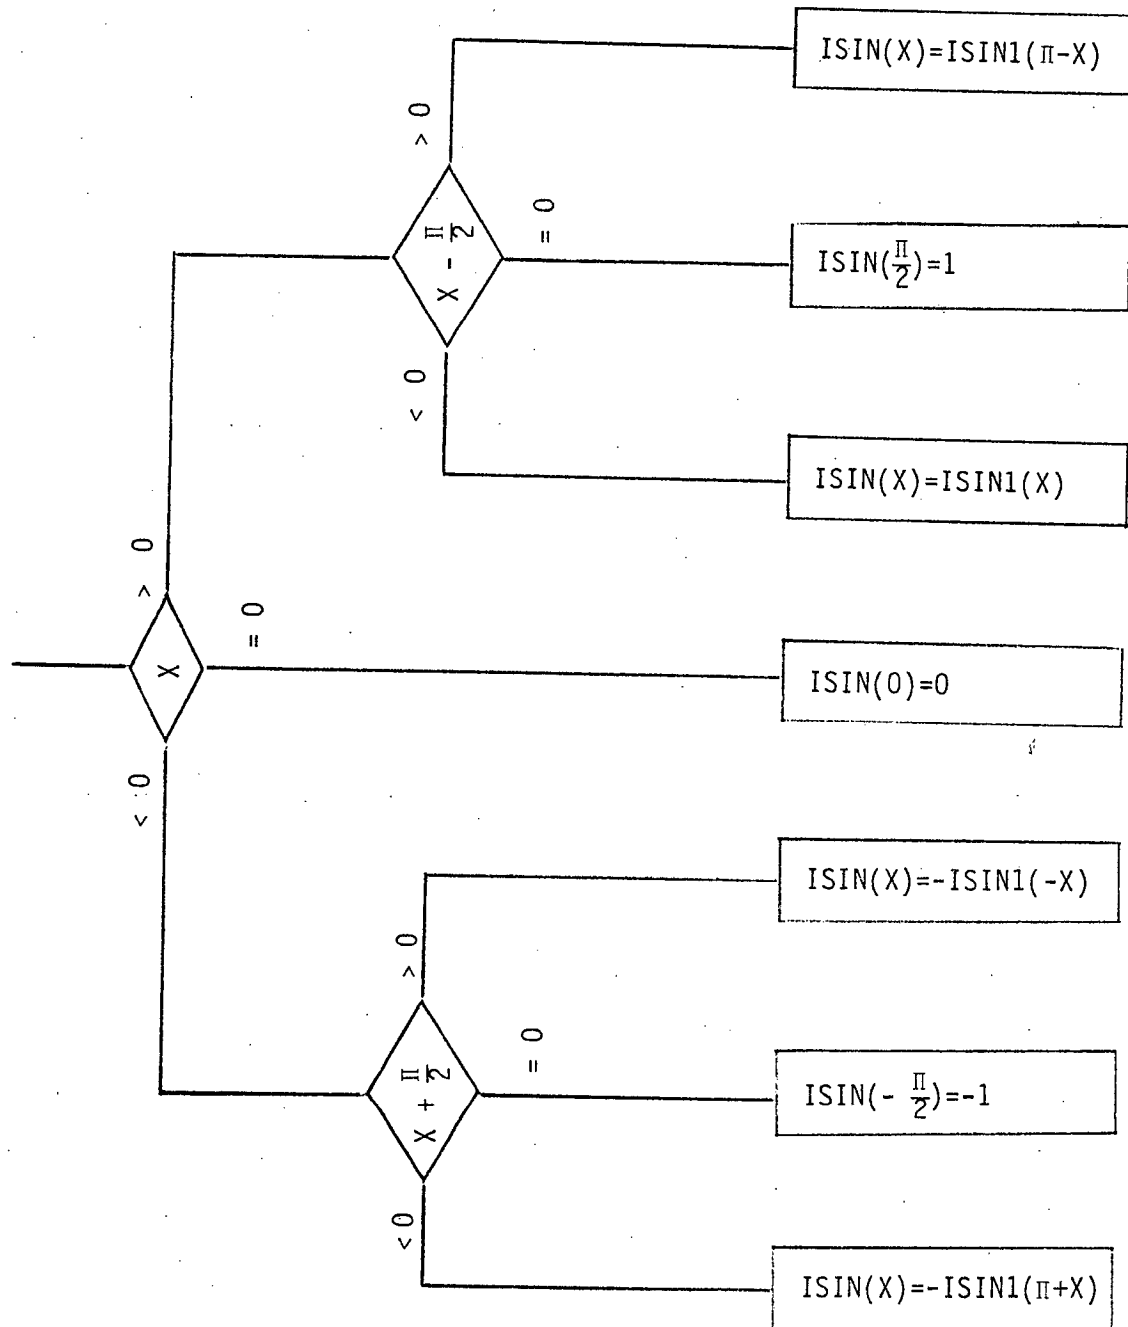 ISIN(X)=ISIN1(Π-X)
> 0
X - Π/2
= 0
ISIN(Π/2)=1
< 0
ISIN(X)=ISIN1(X)
> 0
X
= 0
ISIN(0)=0
< 0
ISIN(X)=-ISIN1(-X)
> 0
X + Π/2
= 0
ISIN(- Π/2)=-1
<0
ISIN(X)=-ISIN1(Π+X)